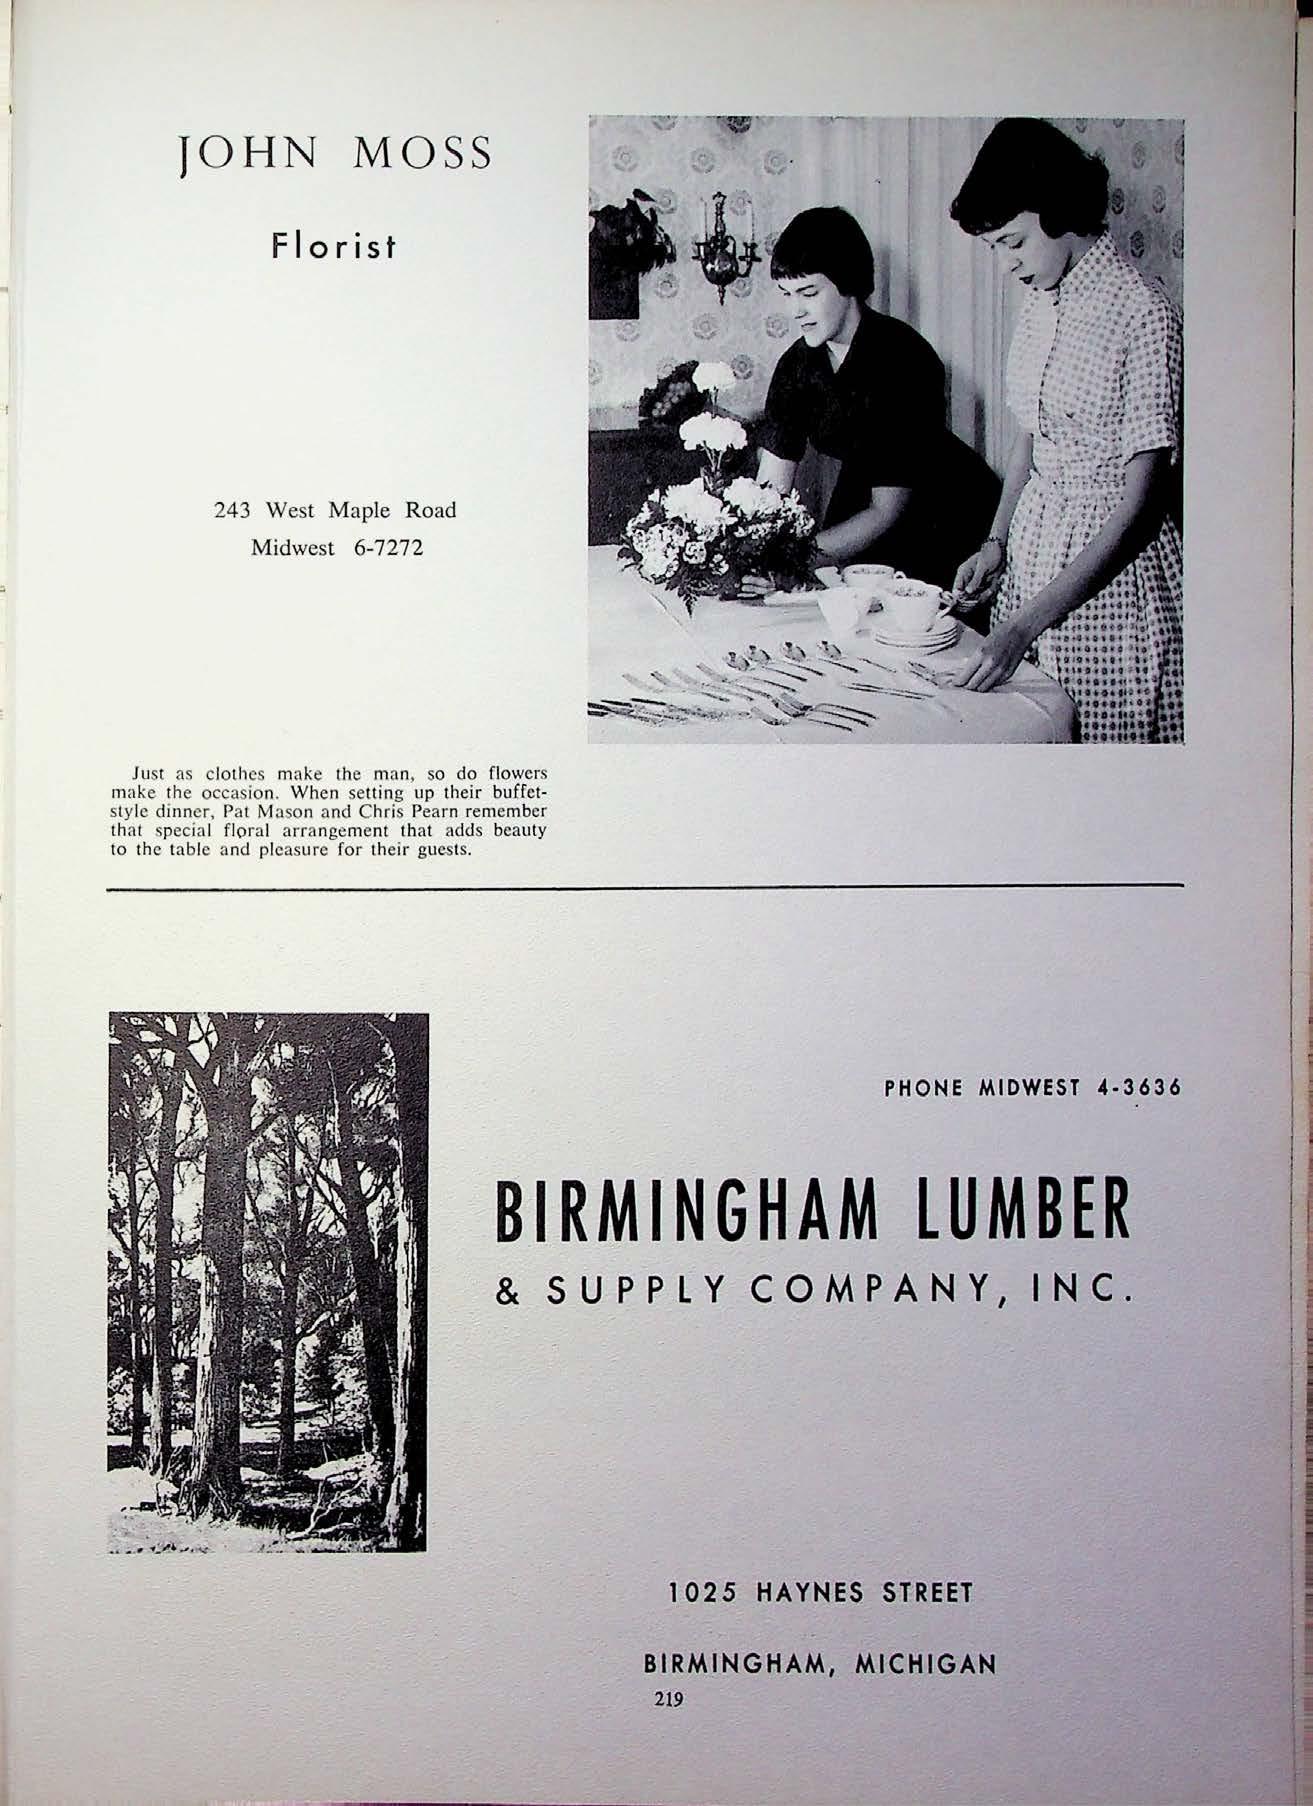 JOHN MOSS
Florist
243 West Maple Road
Midwest 6-7272
Just as clothes make the man, so do flowers
make the occasion. When setting up their buffet-
style dinner, Pat Mason and Chris Pearn remember
that special floral arrangement that adds beauty
to the table and pleasure for their guests.
PHONE MIDWEST 4-3636
BIRMINGHAM LUMBER
& SUPPLY COMPANY, INC.
1025 HAYNES STREET
BIRMINGHAM, MICHIGAN
219